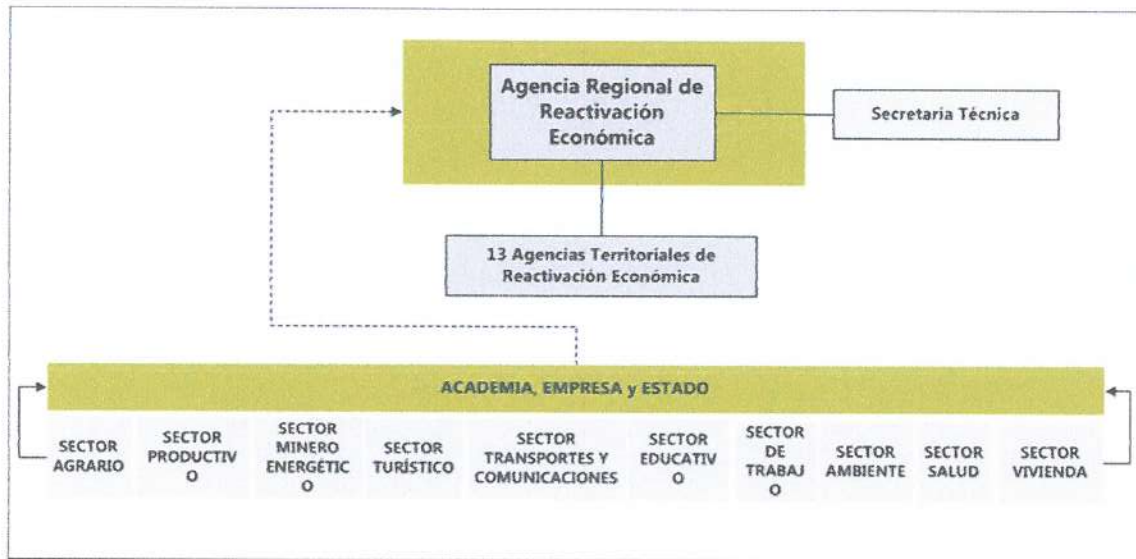 Agencia Regional de
Reactivación
Económica
Secretaria Técnica
13 Agencias Territoriales de
Reactivación Económica
ACADEMIA, EMPRESA y ESTADO
SECTOR
AGRARIO
SECTOR
PRODUCTIV
O
SECTOR
MINERO
ENERGÉTIC
O
SECTOR
TURÍSTICO
SECTOR
TRANSPORTES Y
COMUNICACIONES
SECTOR
EDUCATIV
O
SECTOR
DE
TRABAJ
O
SECTOR
AMBIENTE
SECTOR
SALUD
SECTOR
VIVIENDA